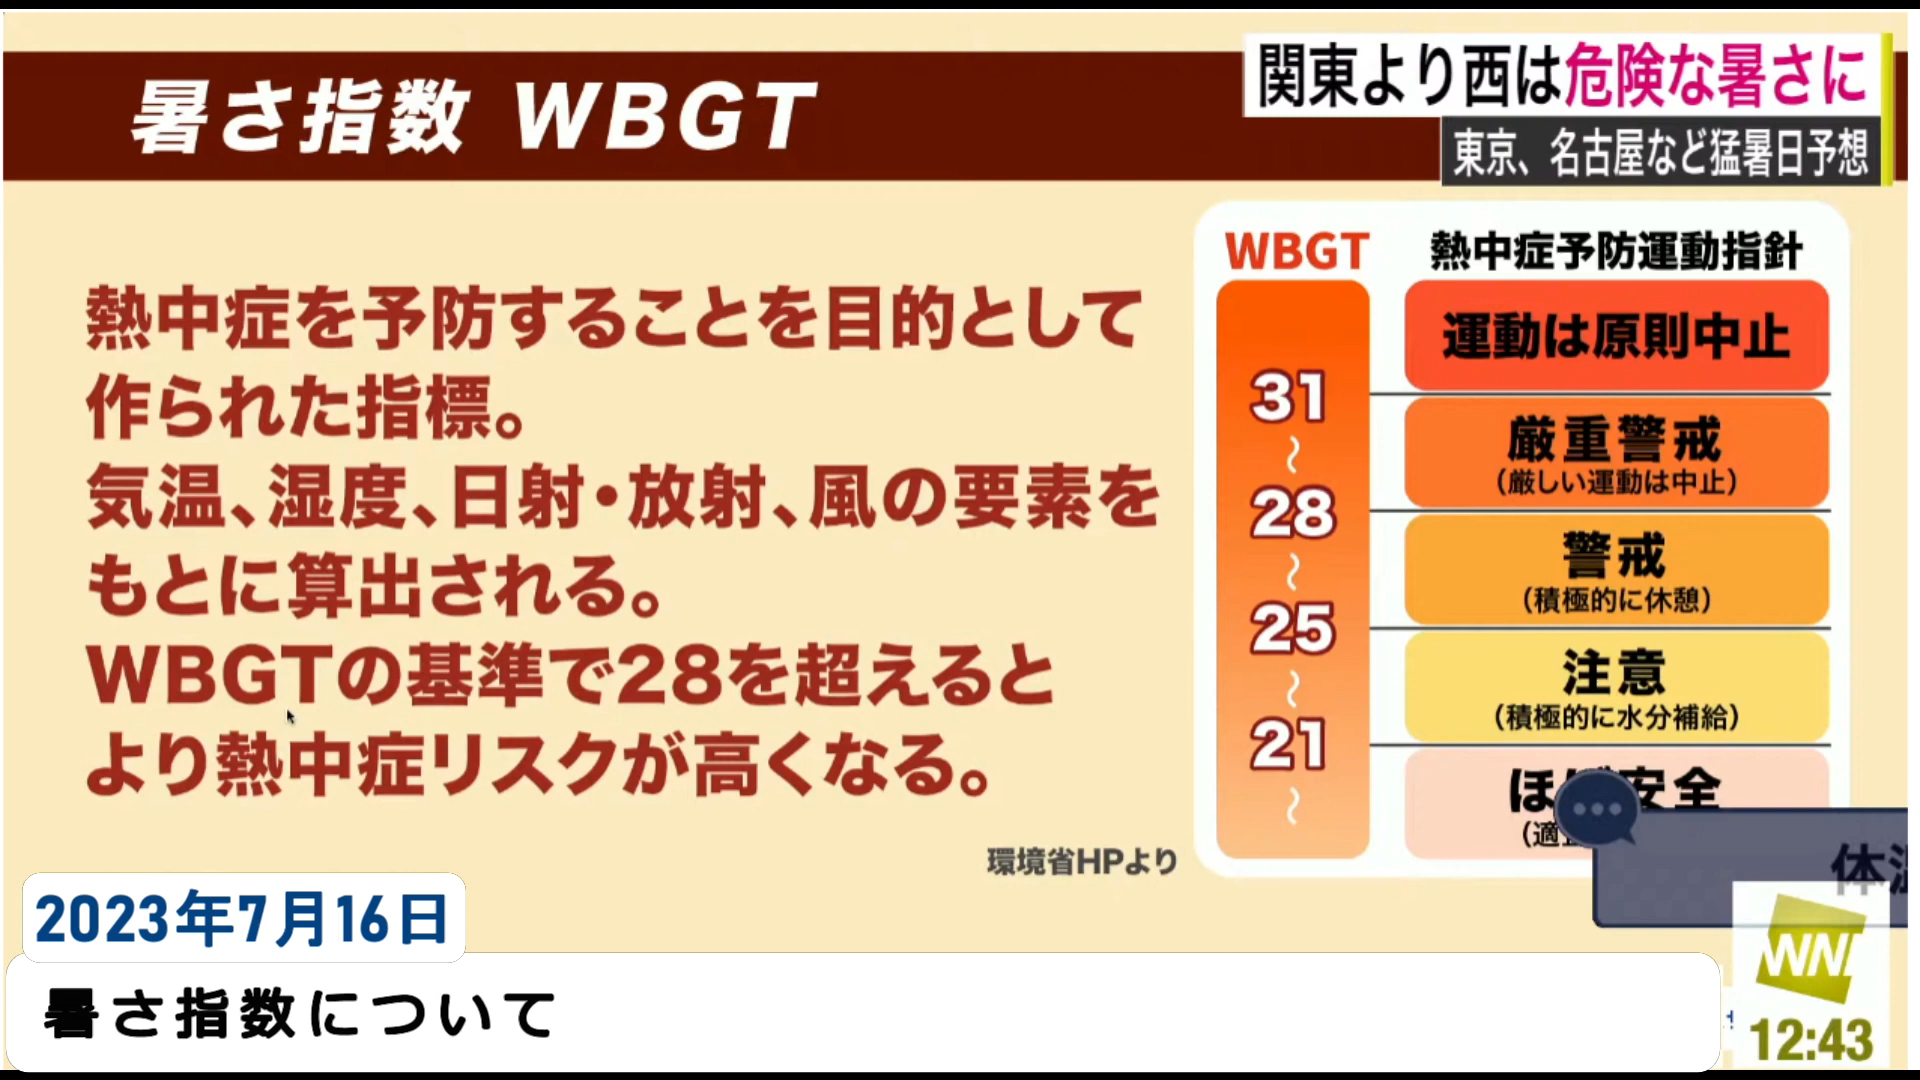 暑さ指数 WBGT
関東より西は危険な暑さに
東京、名古屋など猛暑日予想
熱中症を予防することを目的として
作られた指標。
気温、湿度、日射・放射、風の要素を
もとに算出される。
WBGTの基準で28を超えると
より熱中症リスクが高くなる。
環境省HPより
WBGT 熱中症予防運動指針
運動は原則中止
31
〜
厳重警戒
(厳しい運動は中止)
28
〜
警戒
(積極的に休憩)
25
〜
注意
(積極的に水分補給)
21
〜
ほぼ安全
(適
体温
2023年7月16日
暑さ指数について
WNI
12:43